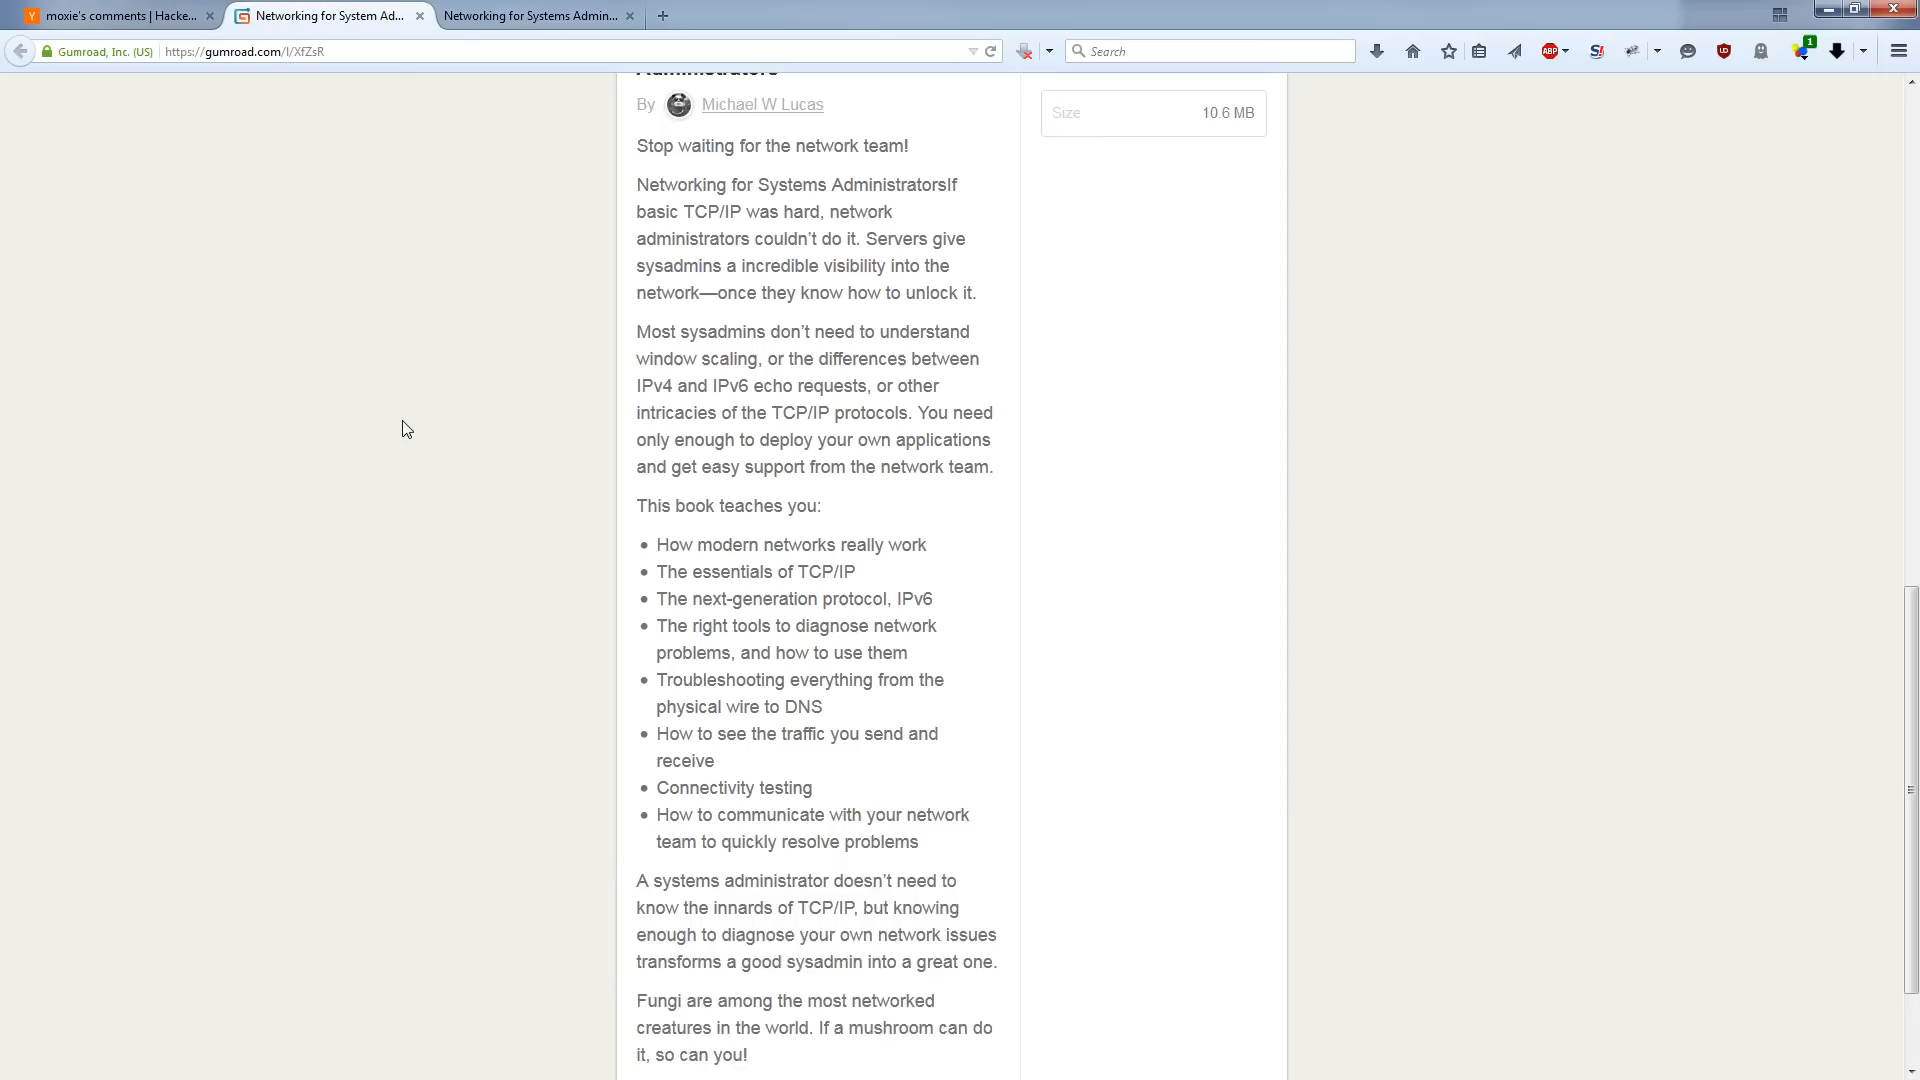 moxie's comments | Hacke...
Networking for System Ad...
Networking for Systems Admin...
Gumroad, Inc. (US)
https://gumroad.com/l/XfZsR
Search
ABP
1
Administrators
By Michael W Lucas
Size 10.6 MB
Stop waiting for the network team!
Networking for Systems AdministratorsIf
basic TCP/IP was hard, network
administrators couldn’t do it. Servers give
sysadmins a incredible visibility into the
network—once they know how to unlock it.
Most sysadmins don’t need to understand
window scaling, or the differences between
IPv4 and IPv6 echo requests, or other
intricacies of the TCP/IP protocols. You need
only enough to deploy your own applications
and get easy support from the network team.
This book teaches you:
• How modern networks really work
• The essentials of TCP/IP
• The next-generation protocol, IPv6
• The right tools to diagnose network
problems, and how to use them
• Troubleshooting everything from the
physical wire to DNS
• How to see the traffic you send and
receive
• Connectivity testing
• How to communicate with your network
team to quickly resolve problems
A systems administrator doesn’t need to
know the innards of TCP/IP, but knowing
enough to diagnose your own network issues
transforms a good sysadmin into a great one.
Fungi are among the most networked
creatures in the world. If a mushroom can do
it, so can you!